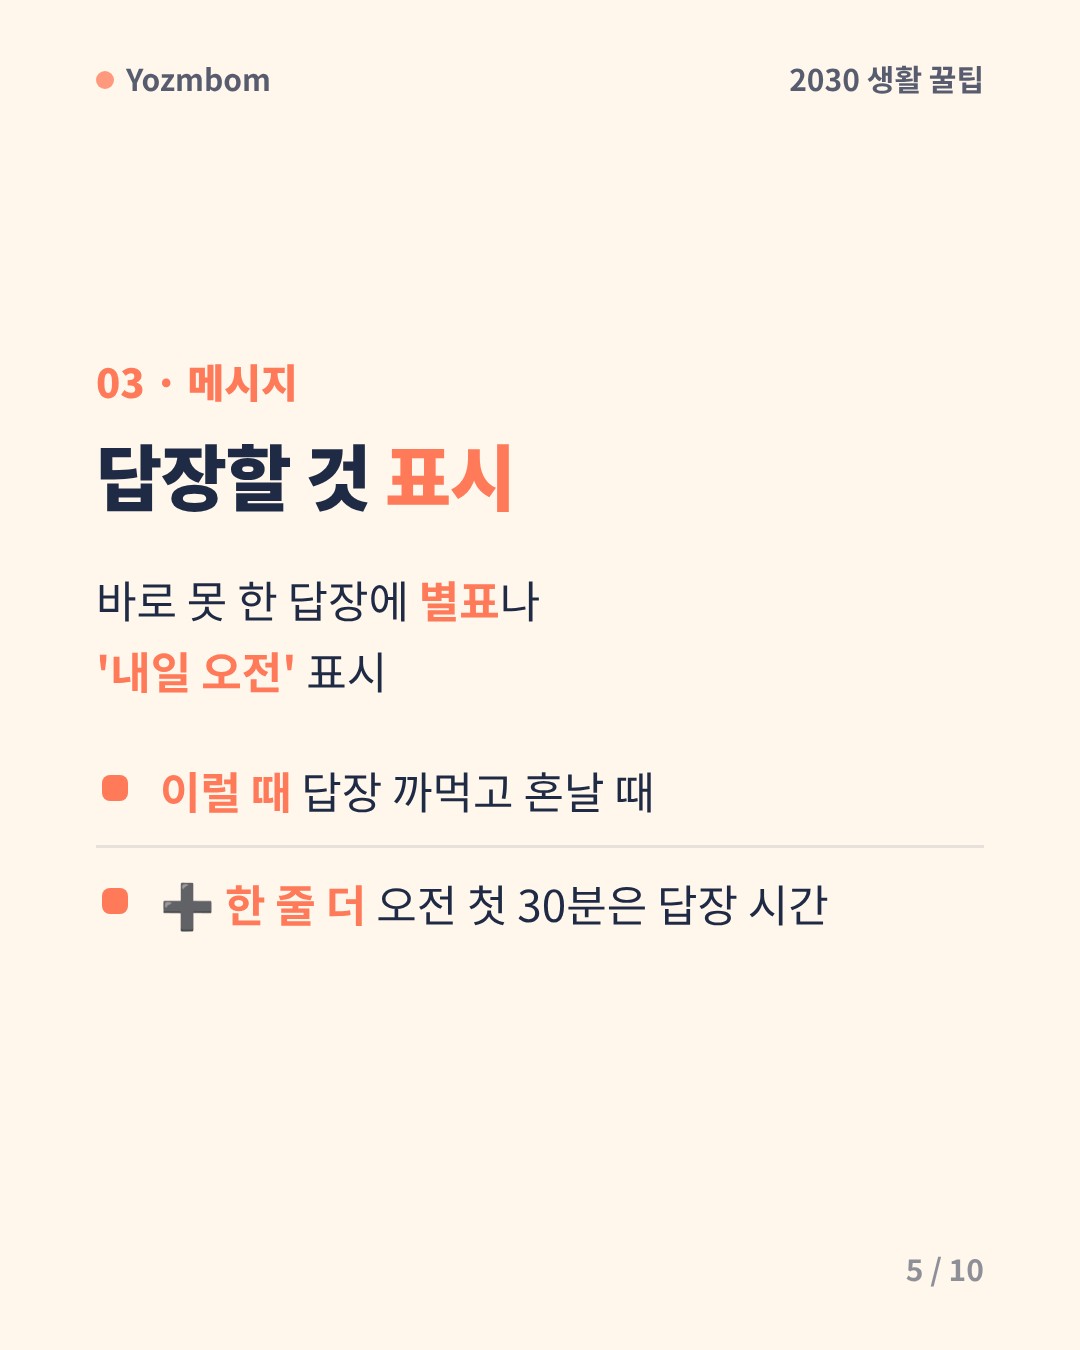 Yozmbom
2030 생활 꿀팁
03 · 메시지
답장할 것 표시
바로 못 한 답장에 별표나
'내일 오전' 표시
이럴 때 답장 까먹고 혼날 때
➕ 한 줄 더 오전 첫 30분은 답장 시간
5 / 10